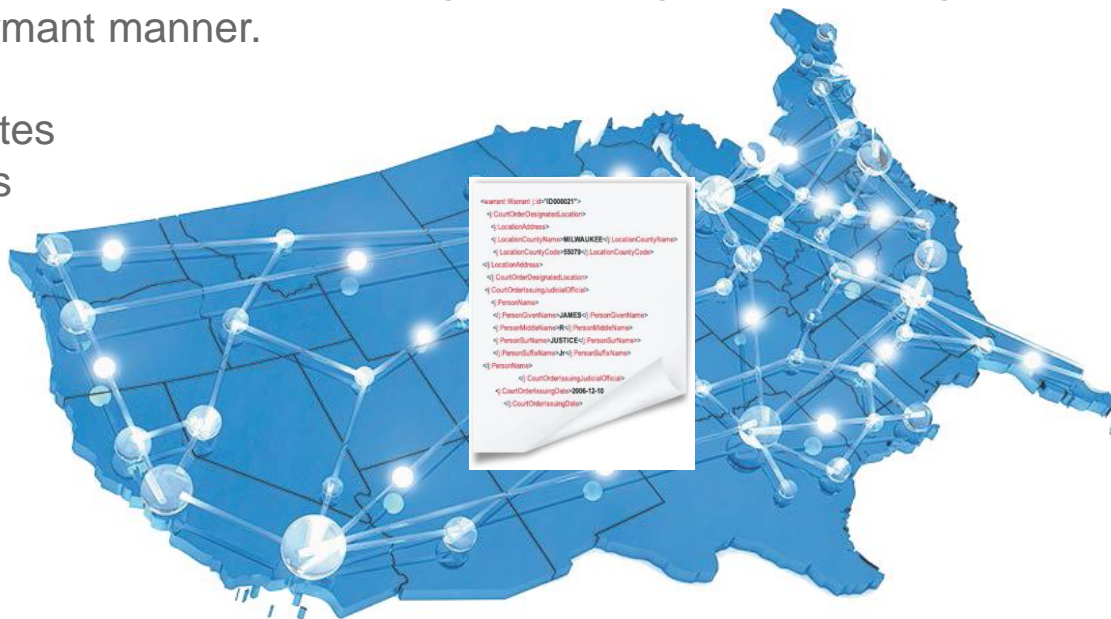 ymant manner.
tes
s
<warrant:Warrant j:id="ID000021">
<j:CourtOrderDesignatedLocation>
<j:LocationAddress>
<j:LocationCountyName>MILWAUKEE</j:LocationCountyName>
<j:LocationCountyCode>55079</j:LocationCountyCode>
</j:LocationAddress>
</j:CourtOrderDesignatedLocation>
<j:CourtOrderIssuingJudicialOfficial>
<j:PersonName>
</j:PersonGivenName>JAMES</j:PersonGivenName>
<j:PersonMiddleName>R</j:PersonMiddleName>
<j:PersonSurName>JUSTICE</j:PersonSurName>>
</j:PersonSuffixName>Jr</j:PersonSuffixName>
</j:PersonName>
</j:CourtOrderIssuingJudicialOfficial>
<j:CourtOrderIssuingDate>2006-12-10
</j:CourtOrderIssuingDate>